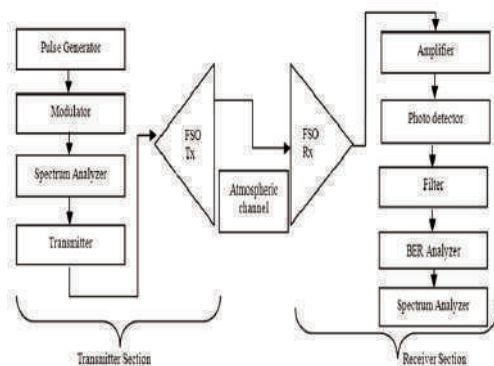 Pulse Generator
Modulator
Spectrum Analyzer
Transmitter
Transmitter Section
FSO
Tx
Atmospheric
channel
FSO
Rx
Amplifier
Photo detector
Filter
BER Analyzer
Spectrum Analyzer
Receiver Section